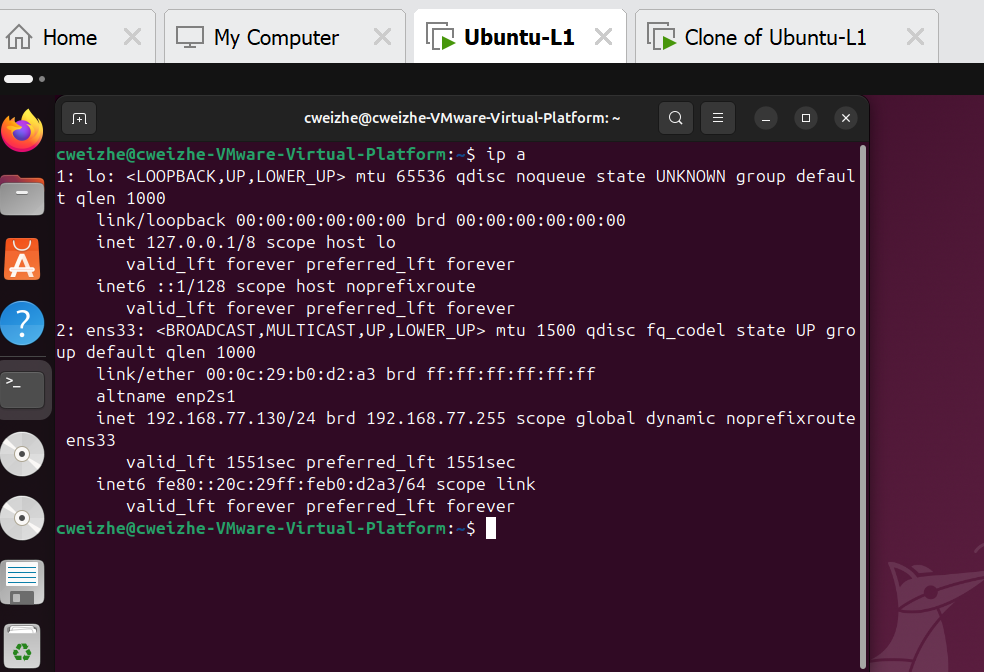 Home
My Computer
Ubuntu-L1
Clone of Ubuntu-L1
cweizhe@cweizhe-VMware-Virtual-Platform: ~
cweizhe@cweizhe-VMware-Virtual-Platform:~$ ip a
1: lo: <LOOPBACK,UP,LOWER_UP> mtu 65536 qdisc noqueue state UNKNOWN group defaul
t qlen 1000
    link/loopback 00:00:00:00:00:00 brd 00:00:00:00:00:00
    inet 127.0.0.1/8 scope host lo
       valid_lft forever preferred_lft forever
    inet6 ::1/128 scope host noprefixroute
       valid_lft forever preferred_lft forever
2: ens33: <BROADCAST,MULTICAST,UP,LOWER_UP> mtu 1500 qdisc fq_codel state UP gro
up default qlen 1000
    link/ether 00:0c:29:b0:d2:a3 brd ff:ff:ff:ff:ff:ff
    altname enp2s1
    inet 192.168.77.130/24 brd 192.168.77.255 scope global dynamic noprefixroute
 ens33
       valid_lft 1551sec preferred_lft 1551sec
    inet6 fe80::20c:29ff:feb0:d2a3/64 scope link
       valid_lft forever preferred_lft forever
cweizhe@cweizhe-VMware-Virtual-Platform:~$